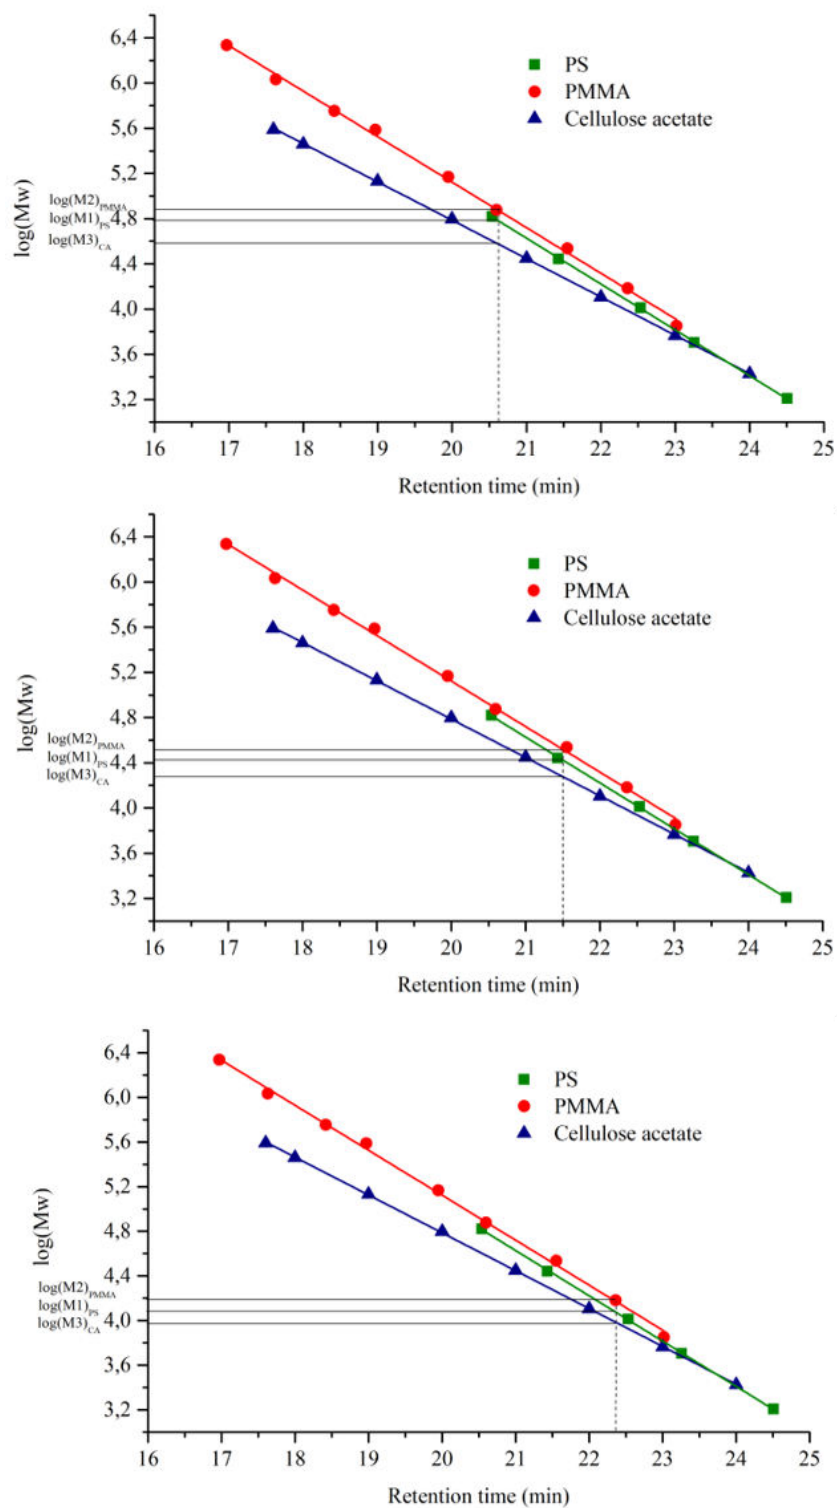 6,4
6,0
5,6
5,2
4,8
4,4
4,0
3,6
3,2
log(Mw)
log(M2)PMMA
log(M1)PS
log(M3)CA
PS
PMMA
Cellulose acetate
16 17 18 19 20 21 22 23 24 25
Retention time (min)
6,4
6,0
5,6
5,2
4,8
4,4
4,0
3,6
3,2
log(Mw)
log(M2)PMMA
log(M1)PS
log(M3)CA
PS
PMMA
Cellulose acetate
16 17 18 19 20 21 22 23 24 25
Retention time (min)
6,4
6,0
5,6
5,2
4,8
4,4
4,0
3,6
3,2
log(Mw)
log(M2)PMMA
log(M1)PS
log(M3)CA
PS
PMMA
Cellulose acetate
16 17 18 19 20 21 22 23 24 25
Retention time (min)